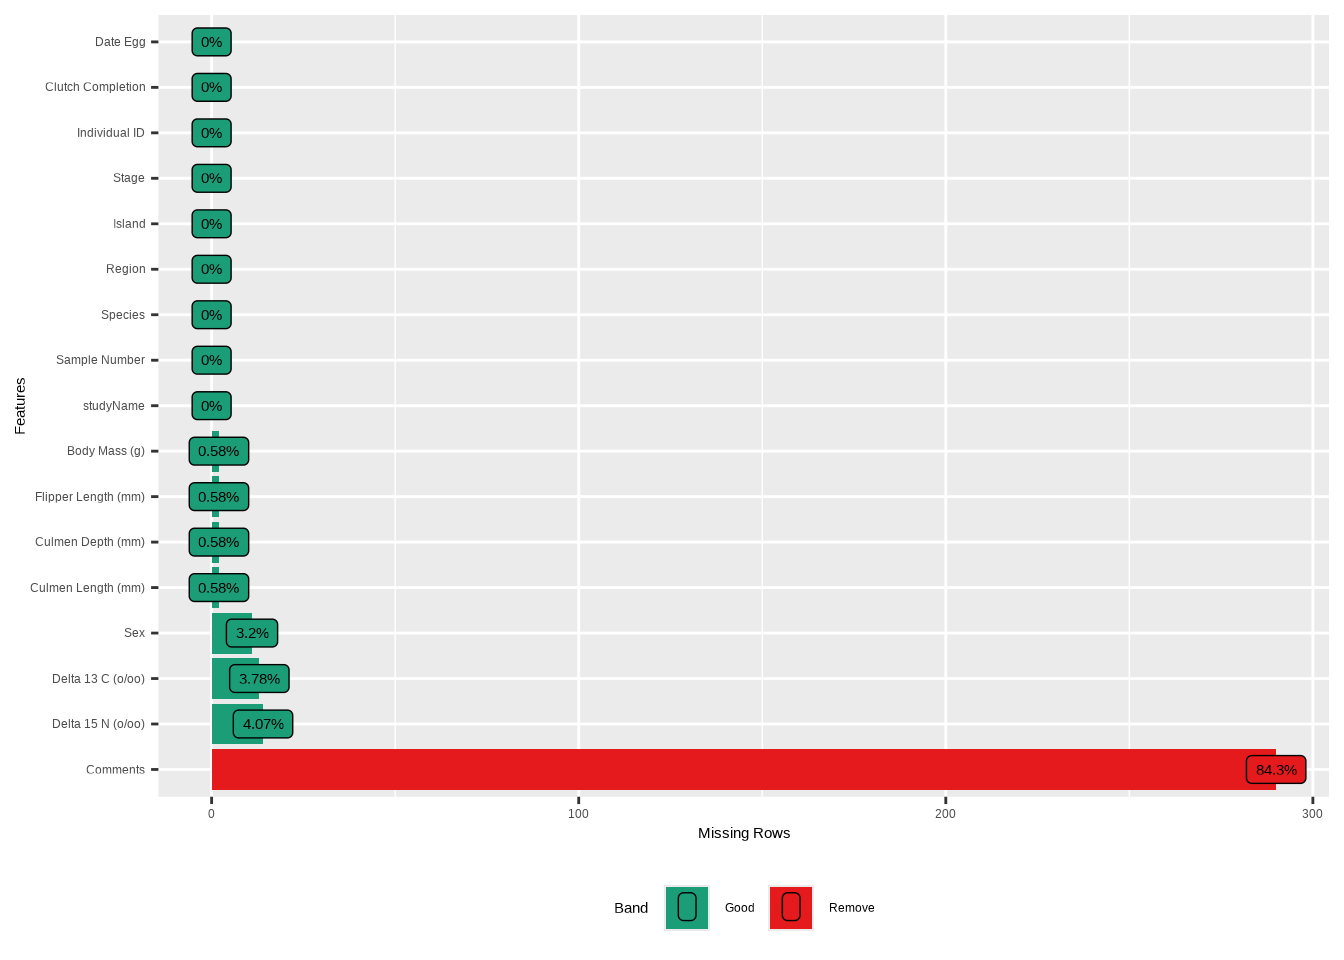 Date Egg 0%
Clutch Completion 0%
Individual ID 0%
Stage 0%
Island 0%
Region 0%
Species 0%
Sample Number 0%
studyName 0%
Features
Body Mass (g) 0.58%
Flipper Length (mm) 0.58%
Culmen Depth (mm) 0.58%
Culmen Length (mm) 0.58%
Sex 3.2%
Delta 13 C (o/oo) 3.78%
Delta 15 N (o/oo) 4.07%
Comments 84.3%
0 100 200 300
Missing Rows
Band Good Remove